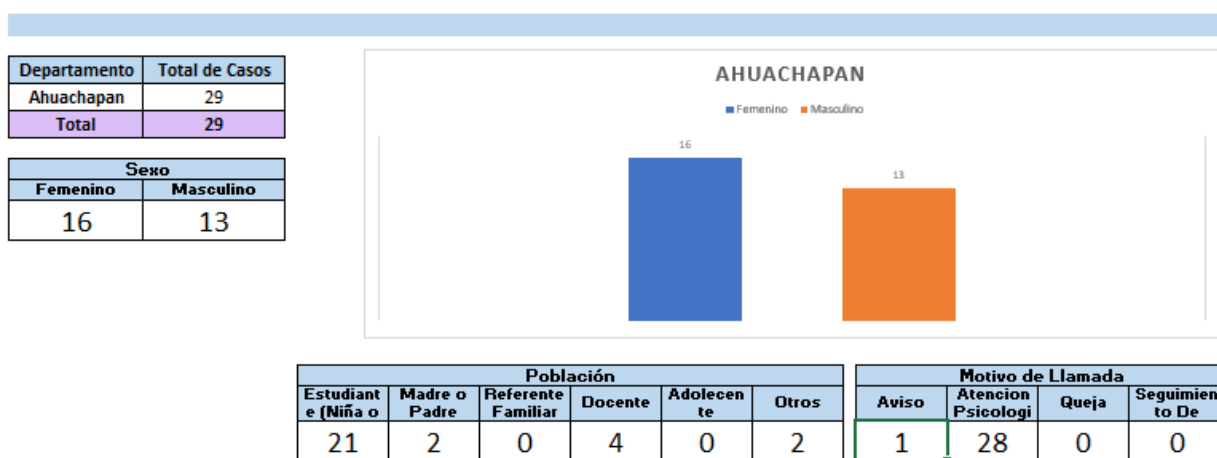 Departamento Total de Casos
Ahuachapan 29
Total 29
Sexo
Femenino Masculino
16 13
AHUACHAPAN
Femenino Masculino
16
13
Población
Estudiant
e (Niña o
Madre o
Padre
Referente
Familiar
Docente
Adolecen
te
Otros
21 2 0 4 0 2
Motivo de Llamada
Aviso
Atencion
Psicologi
Queja
Seguimien
to De
1 28 0 0